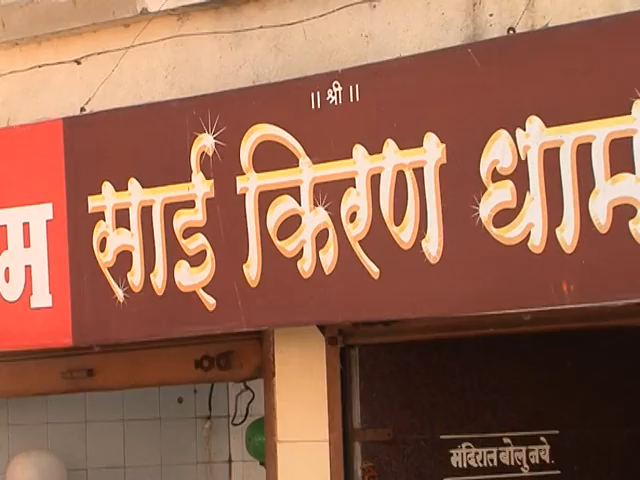 ॥ श्री ॥
साई किरण धाम
म
मंदिरात बोलु नये.